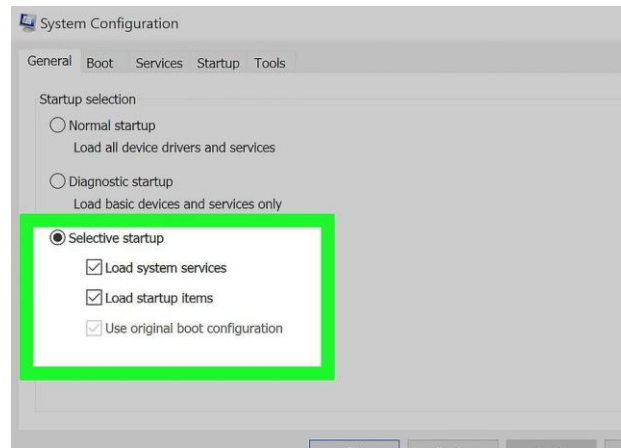 System Configuration
General Boot Services Startup Tools
Startup selection
Normal startup
Load all device drivers and services
Diagnostic startup
Load basic devices and services only
Selective startup
Load system services
Load startup items
Use original boot configuration